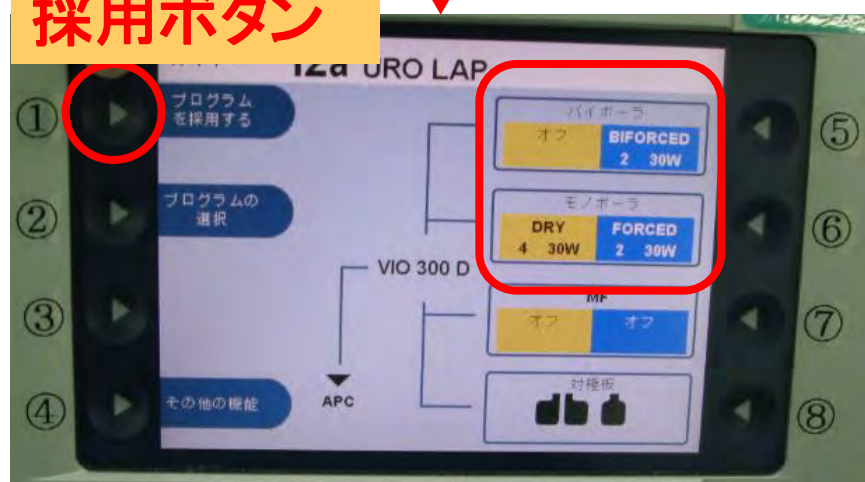 採用ボタン
12a URO LAP
①
プログラム
を採用する
バイポーラ
オフ
BIFORCED
2 30W
⑤
②
プログラムの
選択
モノポーラ
DRY
4 30W
FORCED
2 30W
⑥
VIO 300 D
③
MF
オフ オフ
⑦
④
その他の機能
APC
対極板
⑧